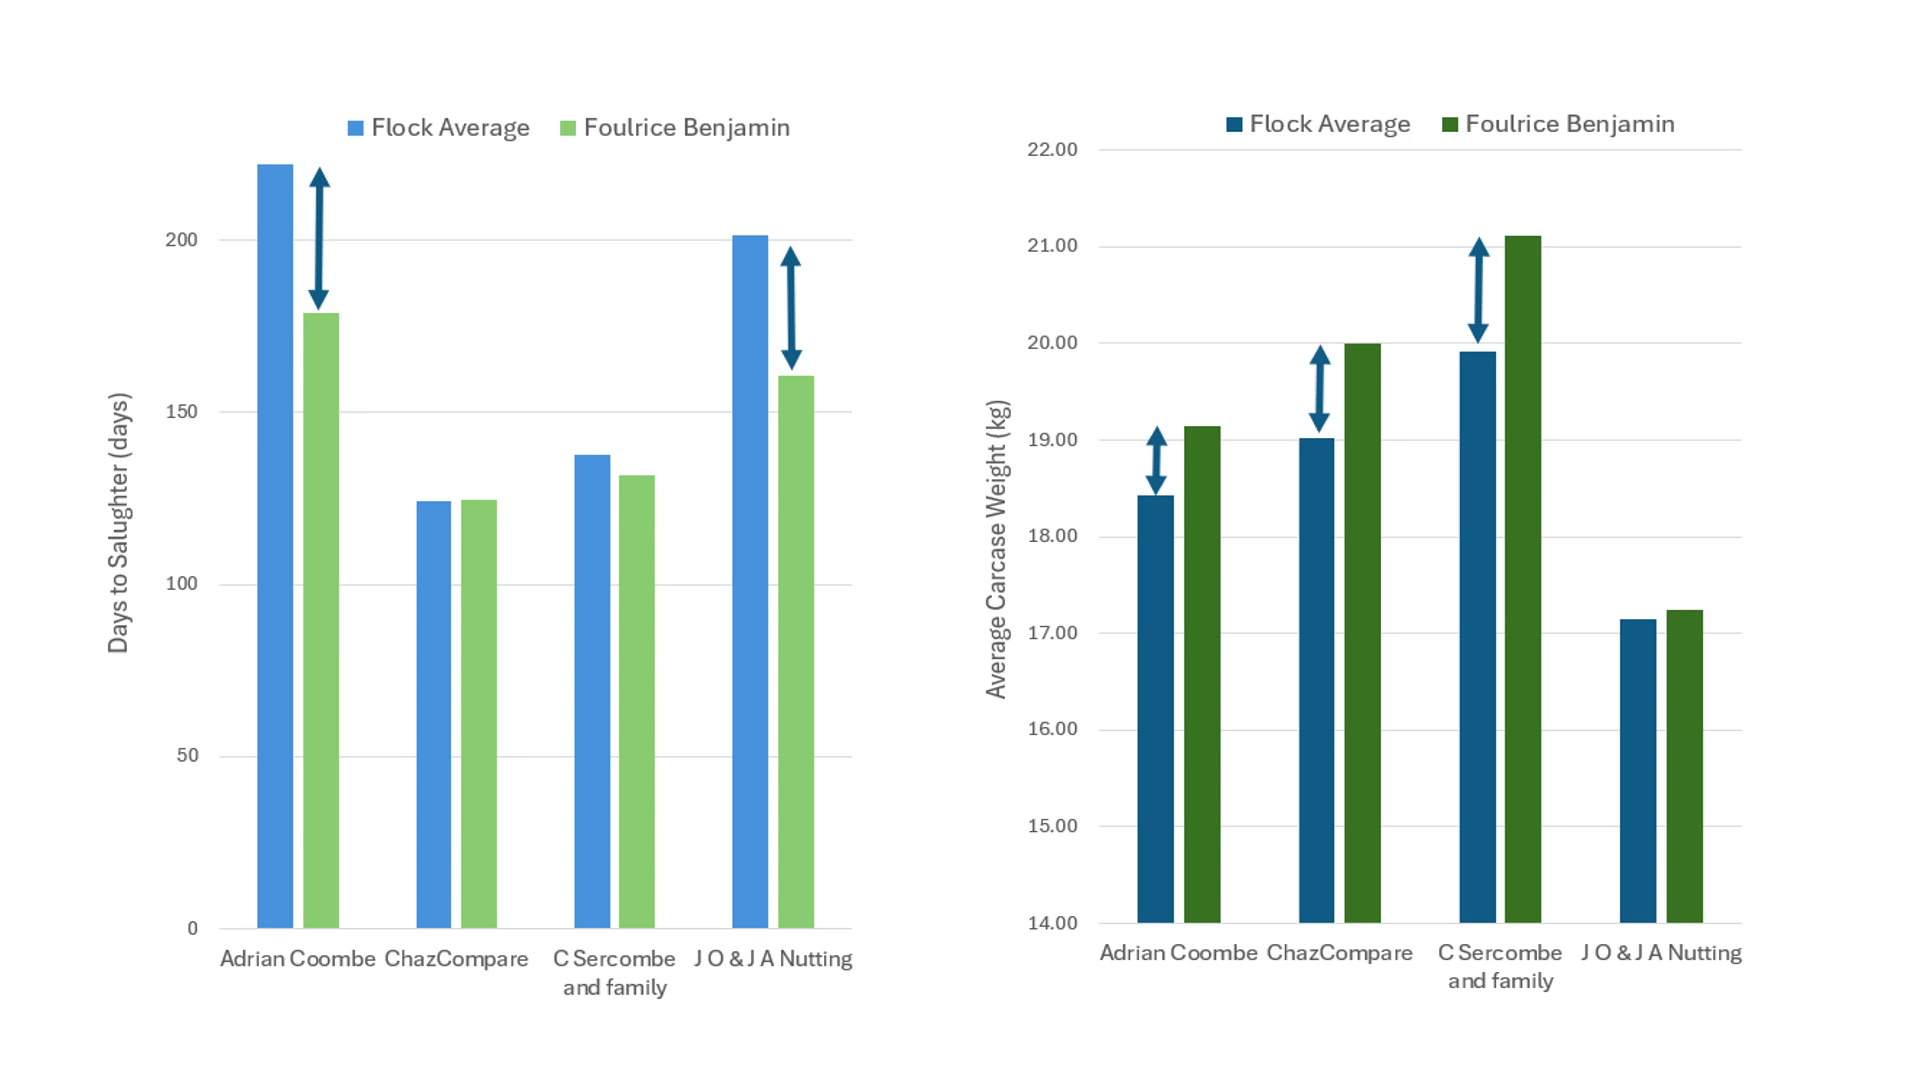 Flock Average Foulrice Benjamin
200
150
100
50
0
Days to Salughter (days)
Adrian Coombe ChazCompare C Sercombe J O & J A Nutting
and family
Flock Average Foulrice Benjamin
22.00
21.00
20.00
19.00
18.00
17.00
16.00
15.00
14.00
Average Carcase Weight (kg)
Adrian Coombe ChazCompare C Sercombe J O & J A Nutting
and family